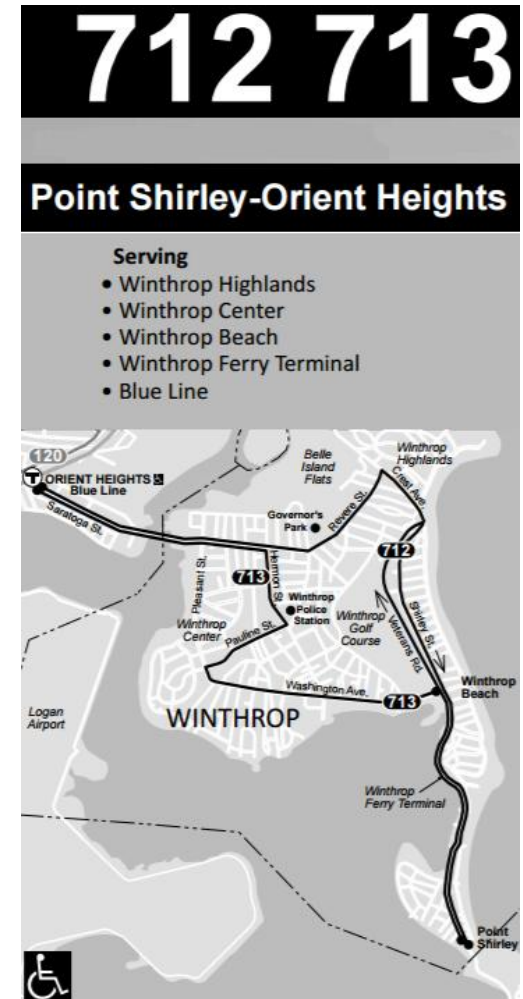 712 713
Point Shirley-Orient Heights
Serving
• Winthrop Highlands
• Winthrop Center
• Winthrop Beach
• Winthrop Ferry Terminal
• Blue Line
120
T ORIENT HEIGHTS
Blue Line
Saratoga St.
Belle
Island
Flats
Winthrop
Highlands
Crest Ave.
Governor's
Park
Revere St.
712
Pleasant St.
713
Hermon St.
Winthrop
Police
Station
Winthrop
Center
Pauline St.
Winthrop
Golf
Course
Veterans Rd.
Shirley St.
Washington Ave.
713
Winthrop
Beach
Logan
Airport
WINTHROP
Winthrop
Ferry Terminal
Point
Shirley